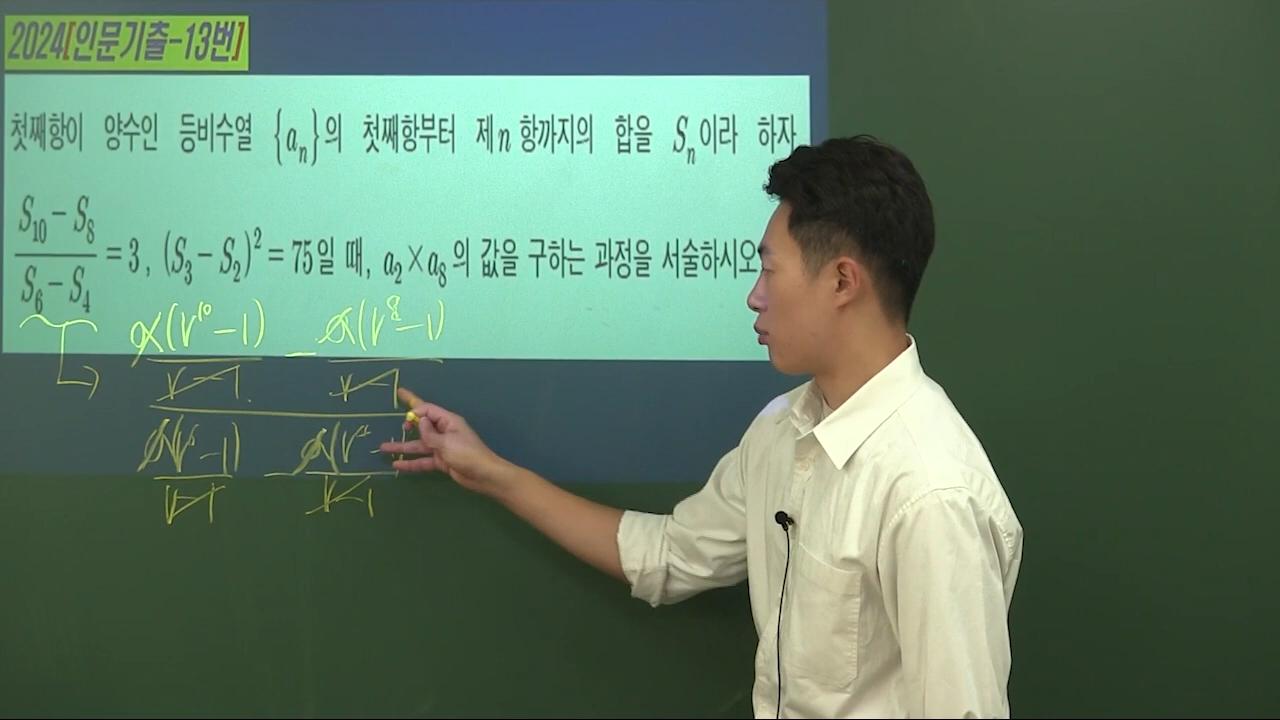 2024[인문기출-13번]
첫째항이 양수인 등비수열 {aₙ}의 첫째항부터 제n항까지의 합을 Sₙ이라 하자
(S₁₀-S₈)/(S₆-S₄)=3, (S₃-S₂)²=75일 때, a₂×a₈의 값을 구하는 과정을 서술하시오
a(r¹⁰-1) - a(r⁸-1)
r-1 r-1
a(r⁶-1) - a(r⁴-1
r-1 r-1